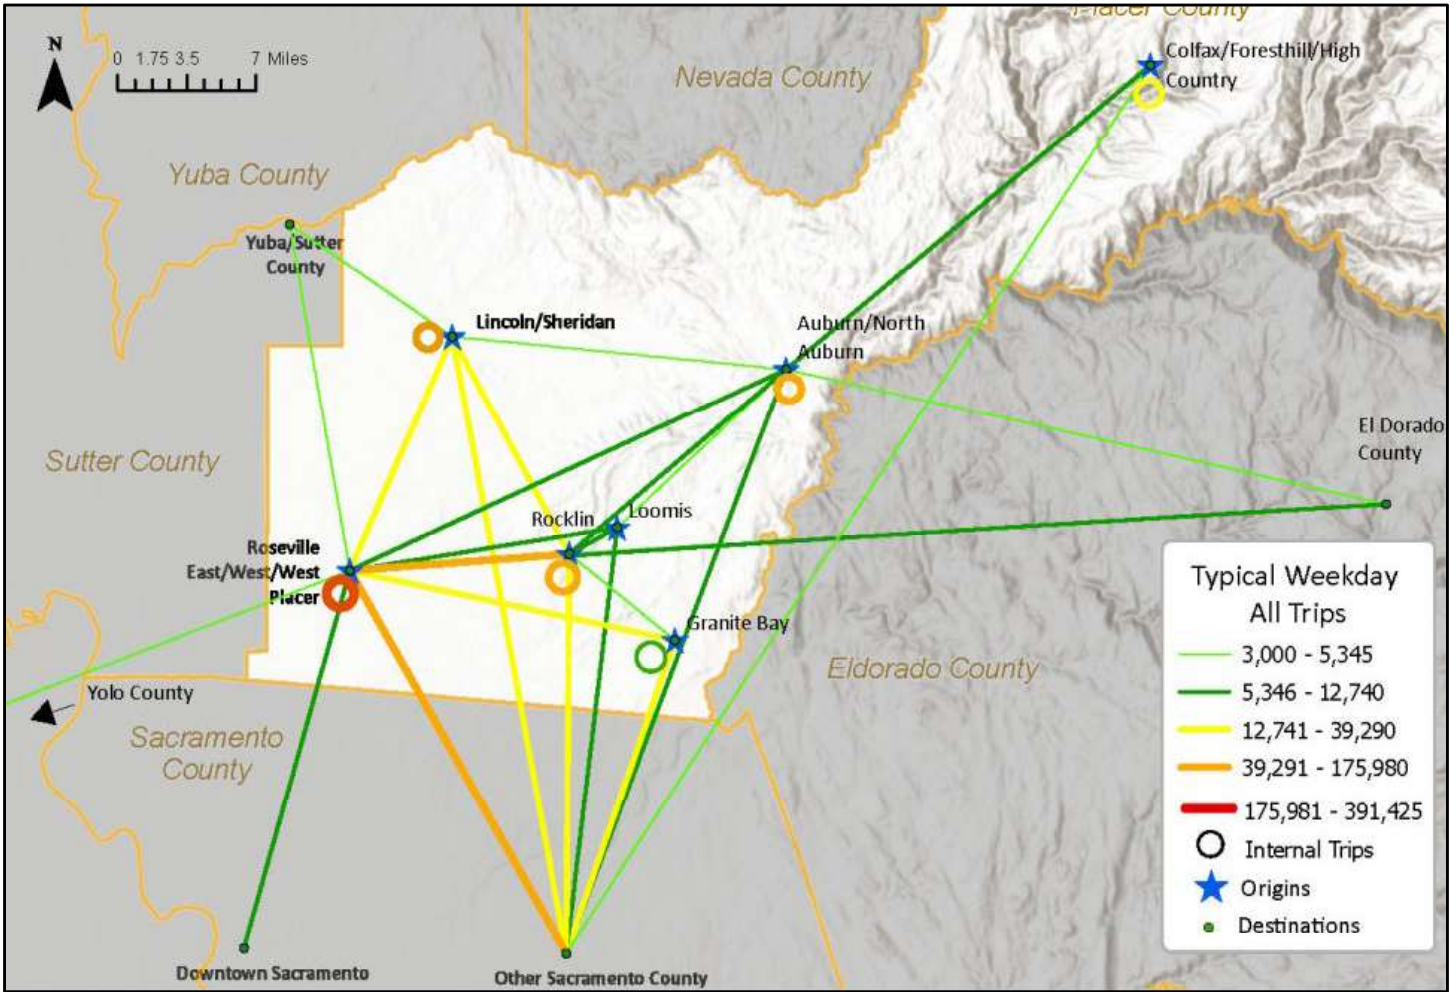 Placer County
N
0 1.75 3.5 7 Miles
Nevada County
Colfax/Foresthill/High
Country
Yuba County
Yuba/Sutter
County
Lincoln/Sheridan
Auburn/North
Auburn
El Dorado
County
Sutter County
Rocklin
Loomis
Roseville
East/West/West
Placer
Granite Bay
Eldorado County
Yolo County
Sacramento
County
Downtown Sacramento
Other Sacramento County
Typical Weekday
All Trips
3,000 - 5,345
5,346 - 12,740
12,741 - 39,290
39,291 - 175,980
175,981 - 391,425
Internal Trips
Origins
Destinations